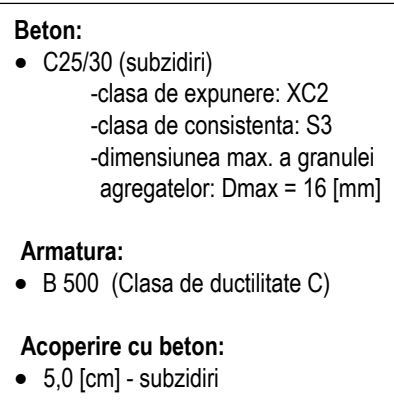 Beton:
• C25/30 (subzidiri)
-clasa de expunere: XC2
-clasa de consistenta: S3
-dimensiunea max. a granulei
agregatelor: Dmax = 16 [mm]
Armatura:
• B 500 (Clasa de ductilitate C)
Acoperire cu beton:
• 5,0 [cm] - subzidiri